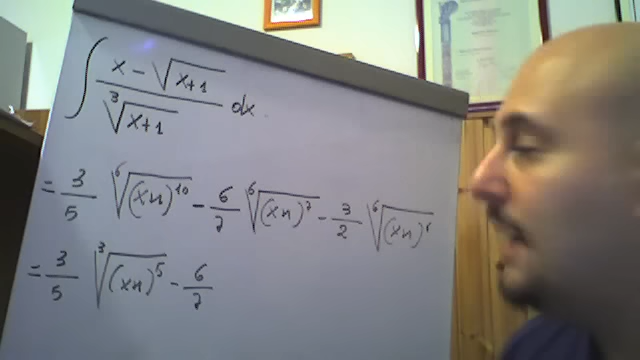 ∫ (x - √(x+1)) / ∛(x+1) dx
= 3/5 ⁶√(x+1)¹⁰ - 6/7 ⁶√(x+1)⁷ - 3/2 ⁶√(x+1)
= 3/5 ³√(x+1)⁵ - 6/7